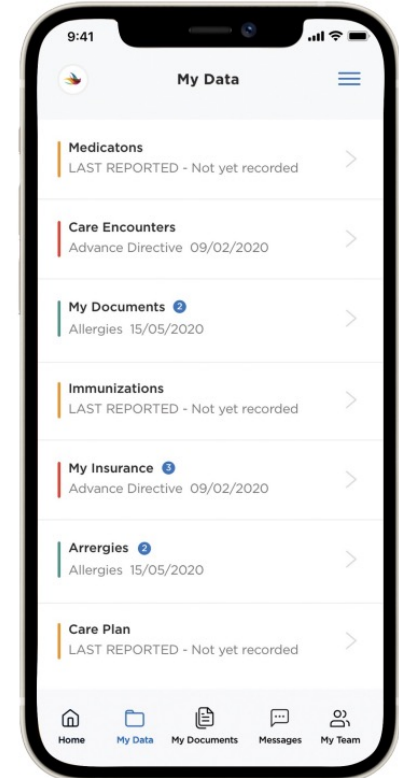 9:41
My Data
Medicatons
LAST REPORTED - Not yet recorded
Care Encounters
Advance Directive 09/02/2020
My Documents 2
Allergies 15/05/2020
Immunizations
LAST REPORTED - Not yet recorded
My Insurance 3
Advance Directive 09/02/2020
Arrergies 2
Allergies 15/05/2020
Care Plan
LAST REPORTED - Not yet recorded
Home My Data My Documents Messages My Team